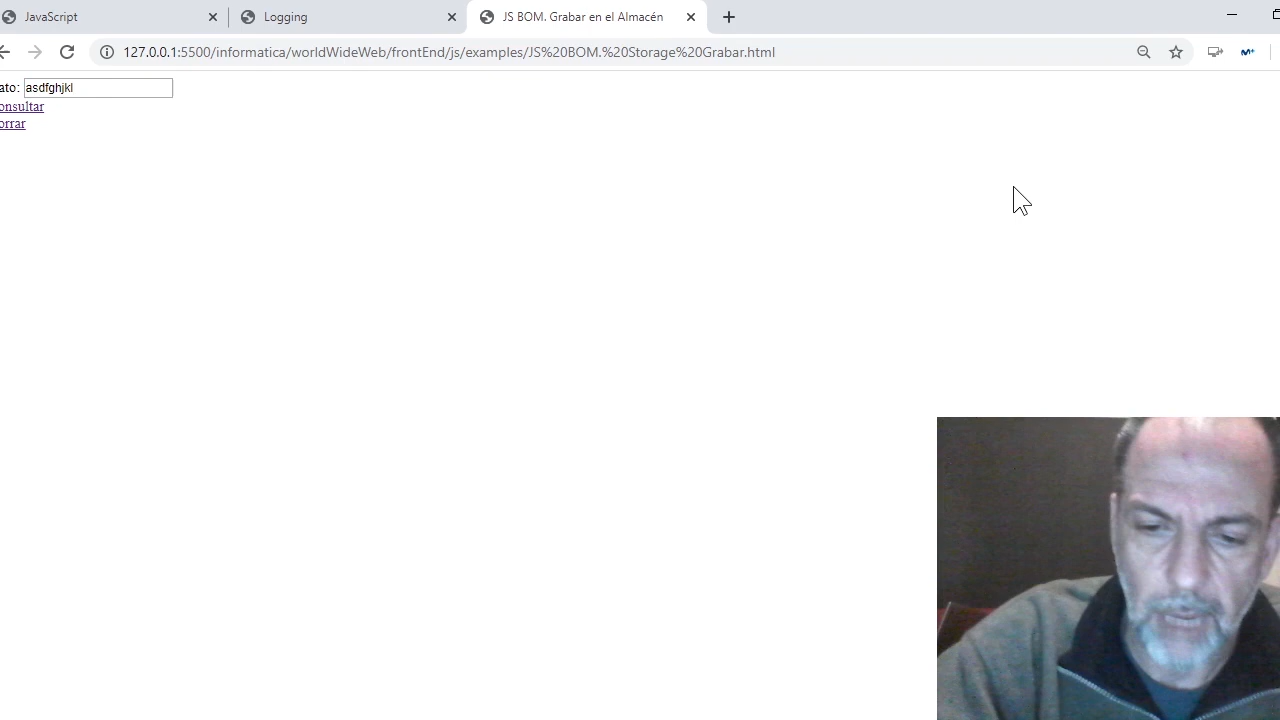 JavaScript
Logging
JS BOM. Grabar en el Almacén
127.0.0.1:5500/informatica/worldWideWeb/frontEnd/js/examples/JS%20BOM.%20Storage%20Grabar.html
ato: asdfghjkl
onsultar
orrar